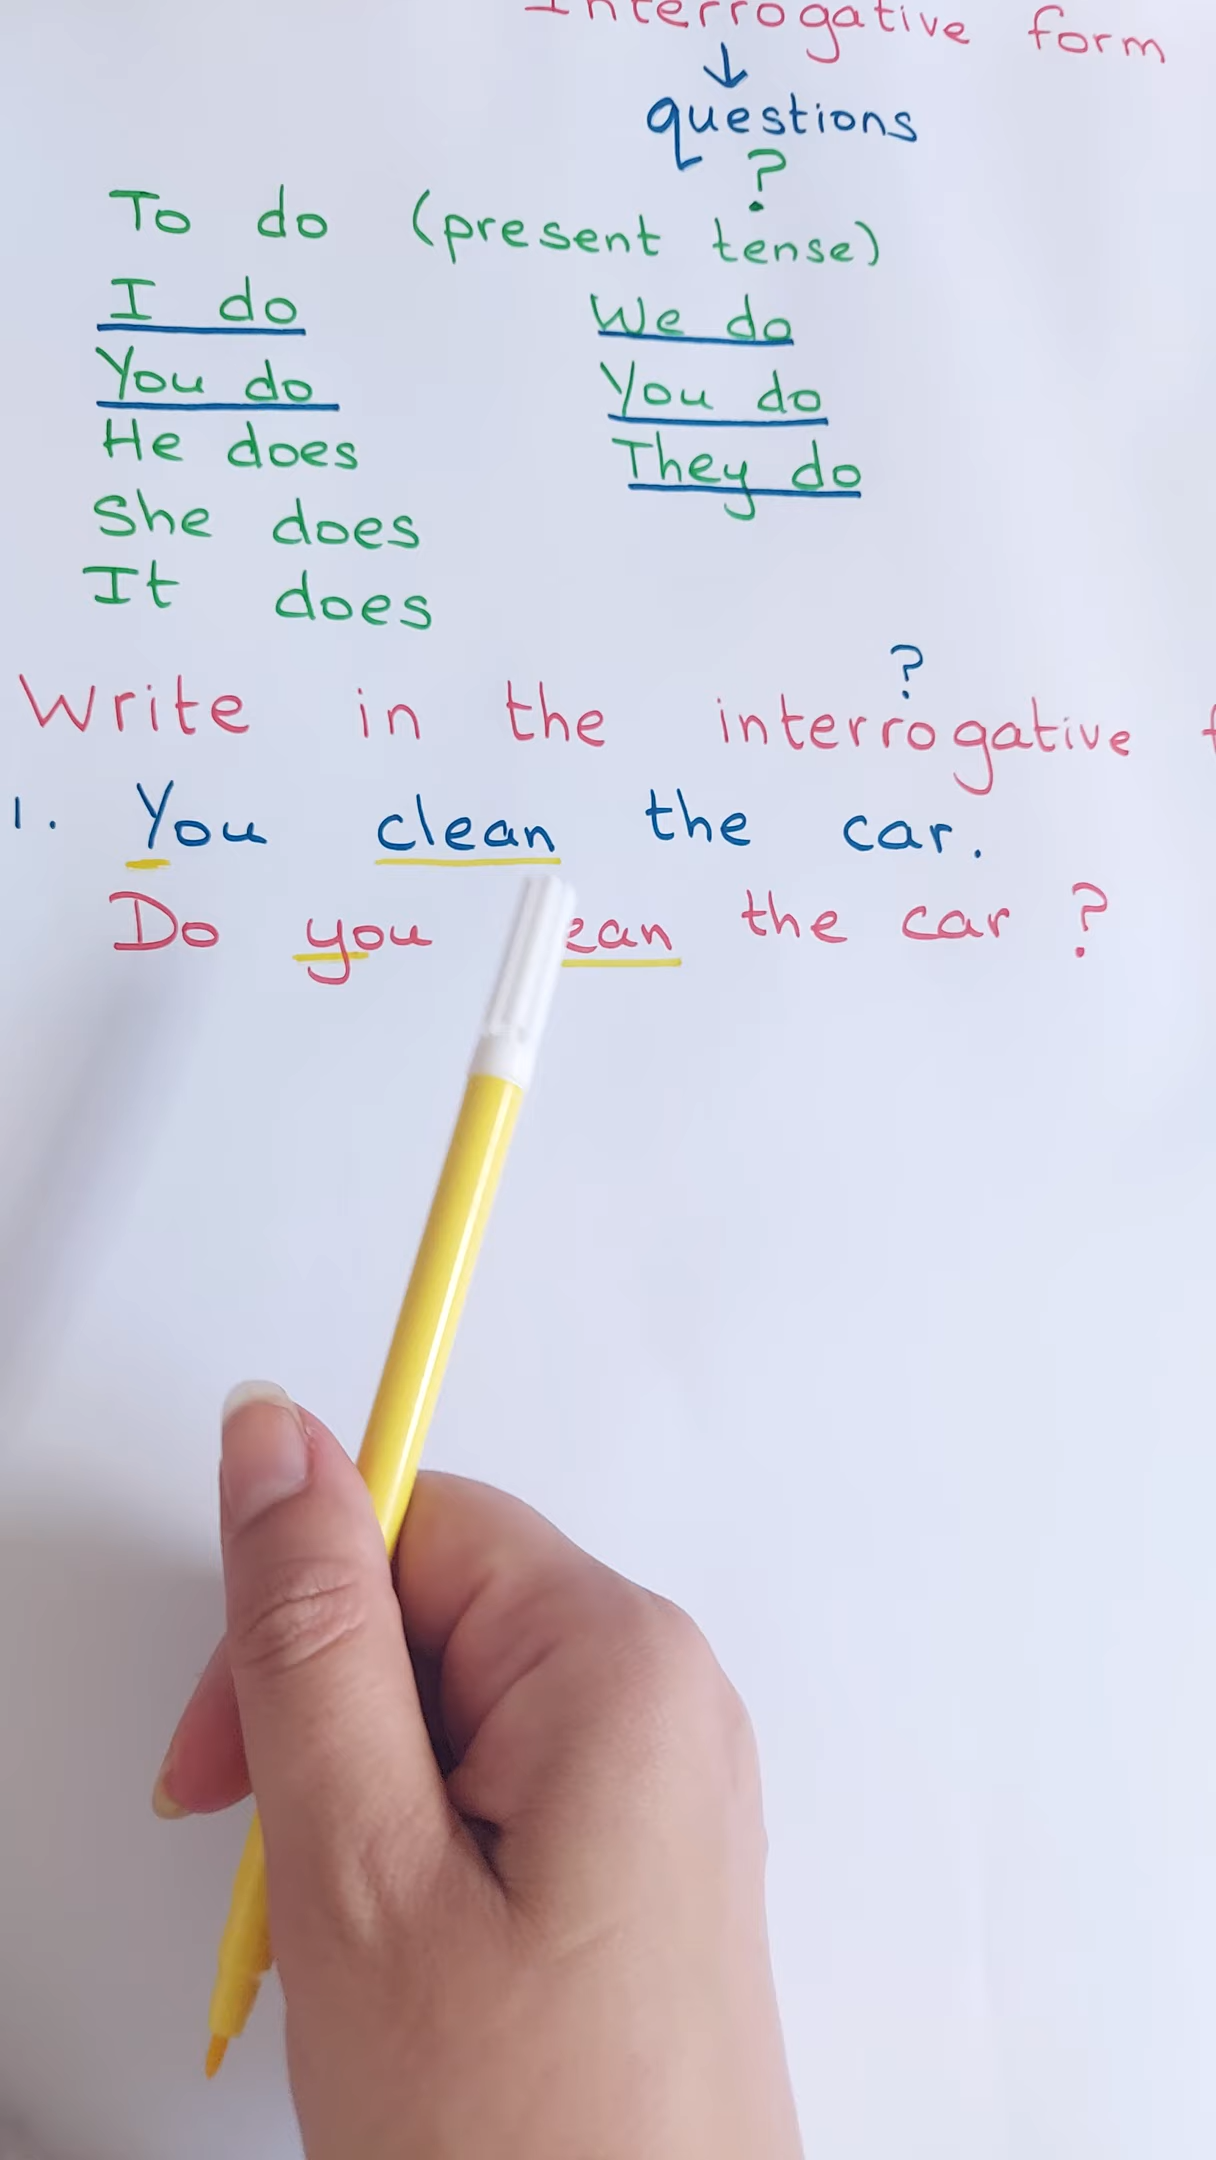 Interrogative form
↓
questions
?
To do (present tense)
I do We do
You do You do
He does They do
She does
It does
?
Write in the interrogative
1. You clean the car.
Do you the car ?